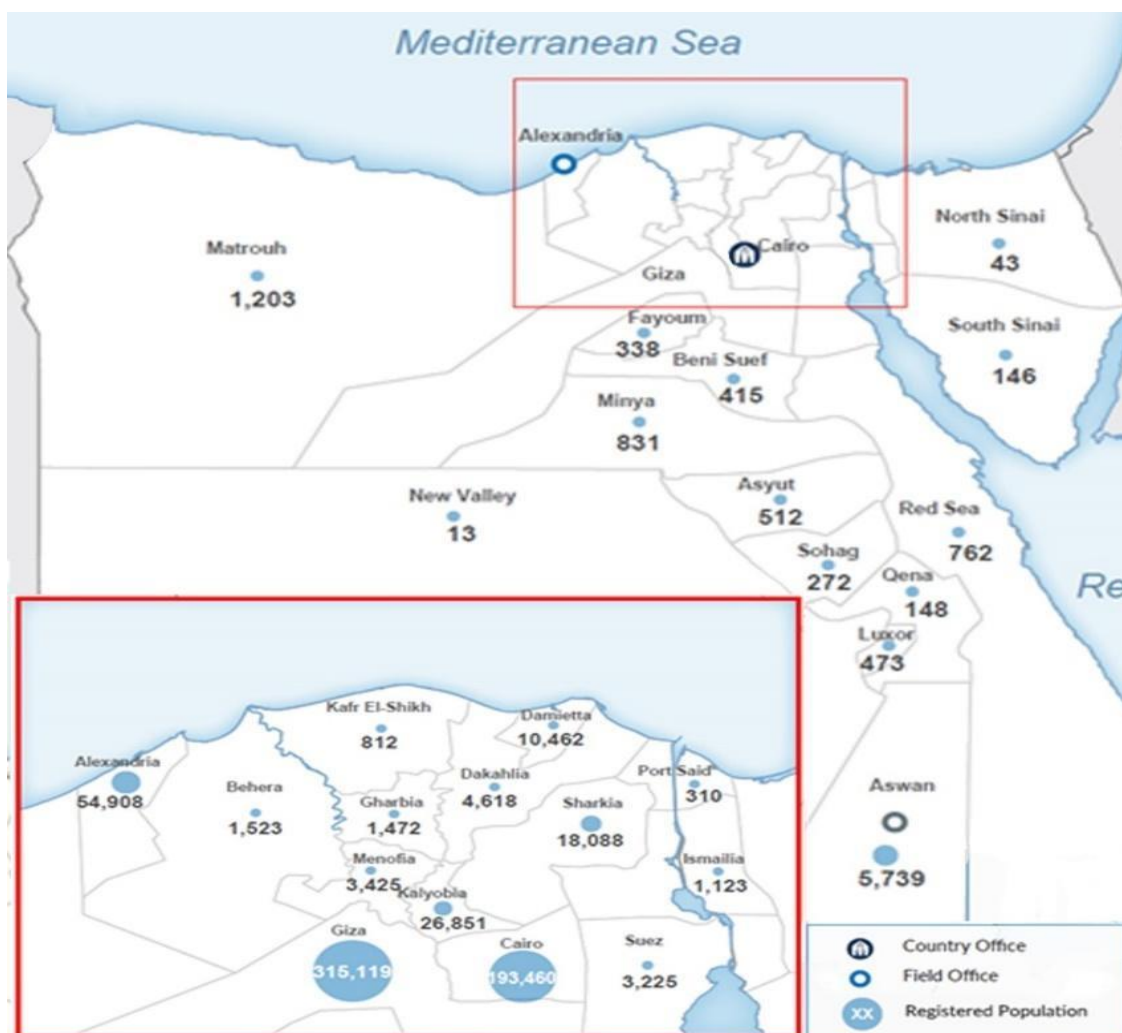 Mediterranean Sea
Alexandria
Cairo
Giza
North Sinai
43
Matrouh
1,203
South Sinai
146
Fayoum
338
Beni Suef
415
Minya
831
New Valley
13
Asyut
512
Red Sea
762
Sohag
272
Qena
148
Luxor
473
Re
Aswan
5,739
Kafr El-Shikh
812
Damietta
10,462
Alexandria
54,908
Behera
1,523
Gharbia
1,472
Dakahlia
4,618
Sharkia
18,088
Port Said
310
Menofia
3,425
Kalyobia
26,851
Ismailia
1,123
Giza
315,119
Cairo
193,460
Suez
3,225
Country Office
Field Office
XX Registered Population